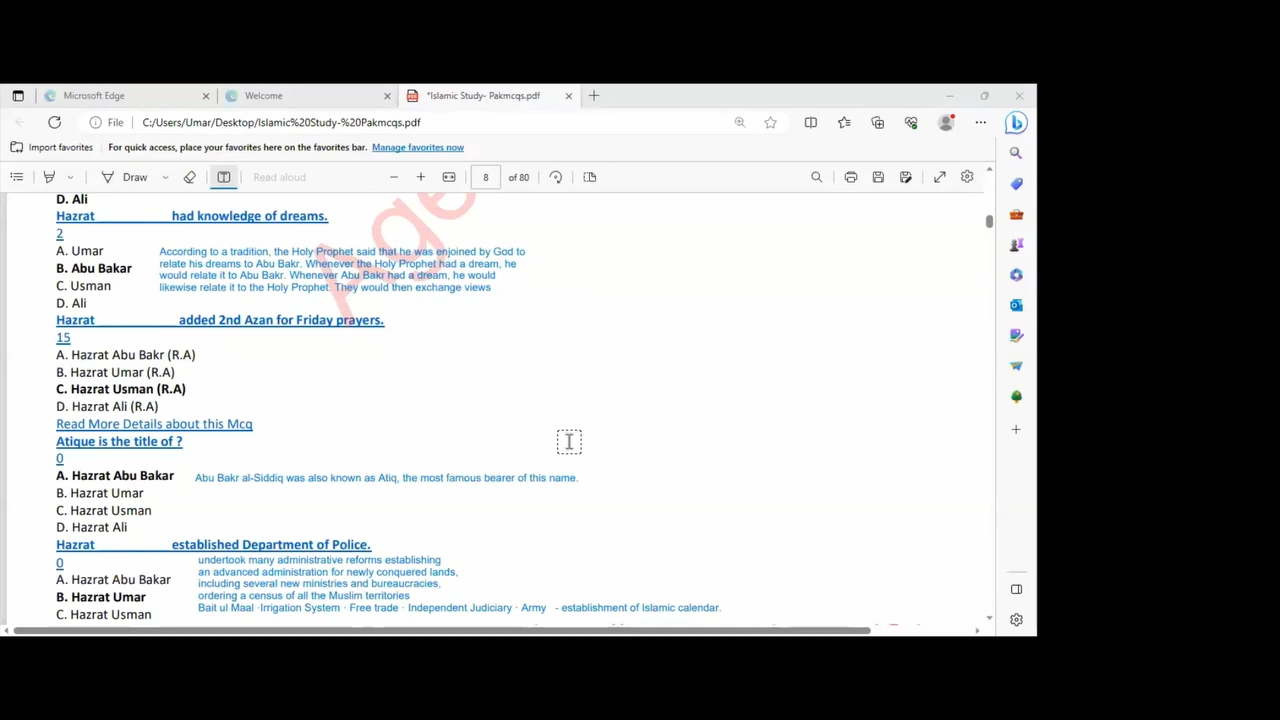 Microsoft Edge
Welcome
*Islamic Study- Pakmcqs.pdf
File
C:/Users/Umar/Desktop/Islamic%20Study-%20Pakmcqs.pdf
Import favorites
For quick access, place your favorites here on the favorites bar.
Manage favorites now
Draw
Read aloud
8
of 80
D. Ali
Hazrat ___________ had knowledge of dreams.
2
A. Umar
B. Abu Bakar
C. Usman
D. Ali
According to a tradition, the Holy Prophet said that he was enjoined by God to
relate his dreams to Abu Bakr. Whenever the Holy Prophet had a dream, he
would relate it to Abu Bakr. Whenever Abu Bakr had a dream, he would
likewise relate it to the Holy Prophet. They would then exchange views
Age
Hazrat ____________ added 2nd Azan for Friday prayers.
15
A. Hazrat Abu Bakr (R.A)
B. Hazrat Umar (R.A)
C. Hazrat Usman (R.A)
D. Hazrat Ali (R.A)
Read More Details about this Mcq
Atique is the title of ?
0
A. Hazrat Abu Bakar
Abu Bakr al-Siddiq was also known as Atiq, the most famous bearer of this name.
B. Hazrat Umar
C. Hazrat Usman
D. Hazrat Ali
Hazrat ___________ established Department of Police.
0
A. Hazrat Abu Bakar
B. Hazrat Umar
C. Hazrat Usman
undertook many administrative reforms establishing
an advanced administration for newly conquered lands,
including several new ministries and bureaucracies,
ordering a census of all the Muslim territories
Bait ul Maal ·Irrigation System · Free trade · Independent Judiciary · Army - establishment of Islamic calendar.